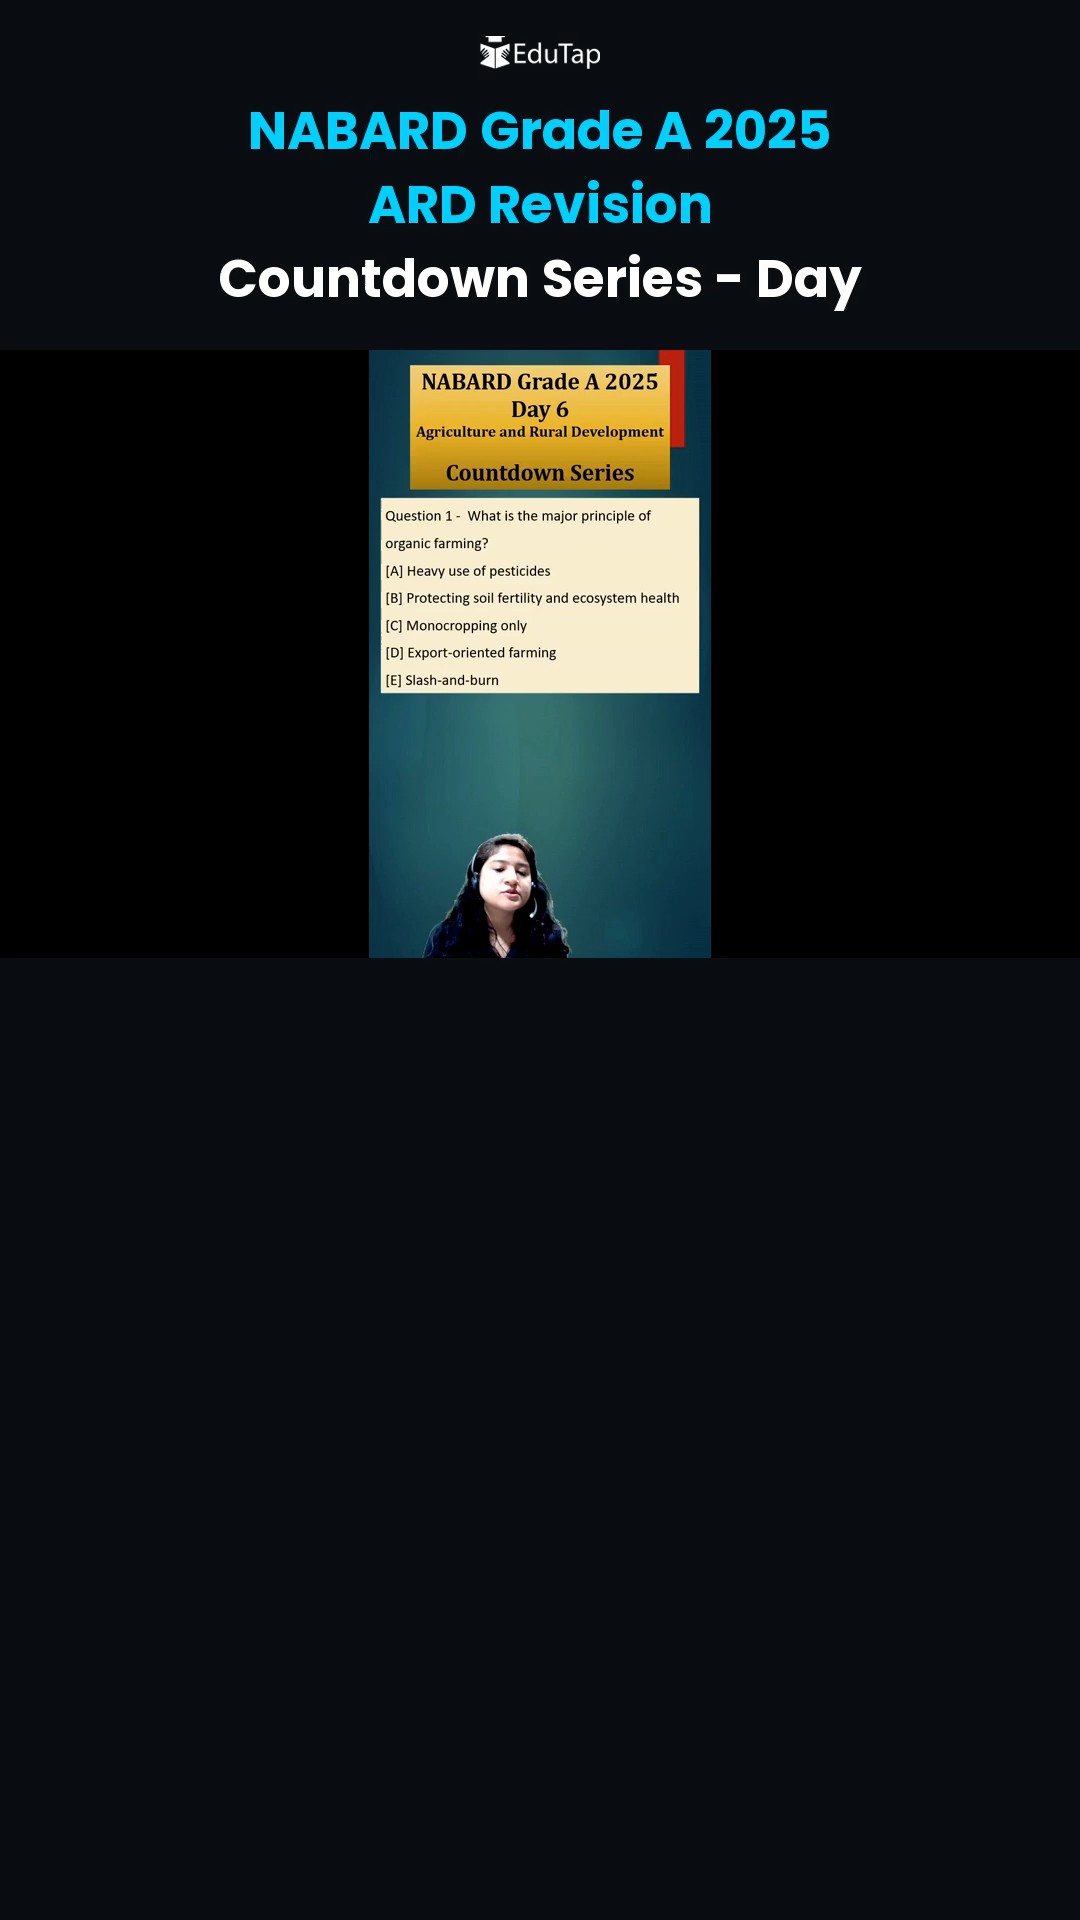 EduTap
NABARD Grade A 2025
ARD Revision
Countdown Series - Day
NABARD Grade A 2025
Day 6
Agriculture and Rural Development
Countdown Series
Question 1 - What is the major principle of
organic farming?
[A] Heavy use of pesticides
[B] Protecting soil fertility and ecosystem health
[C] Monocropping only
[D] Export-oriented farming
[E] Slash-and-burn